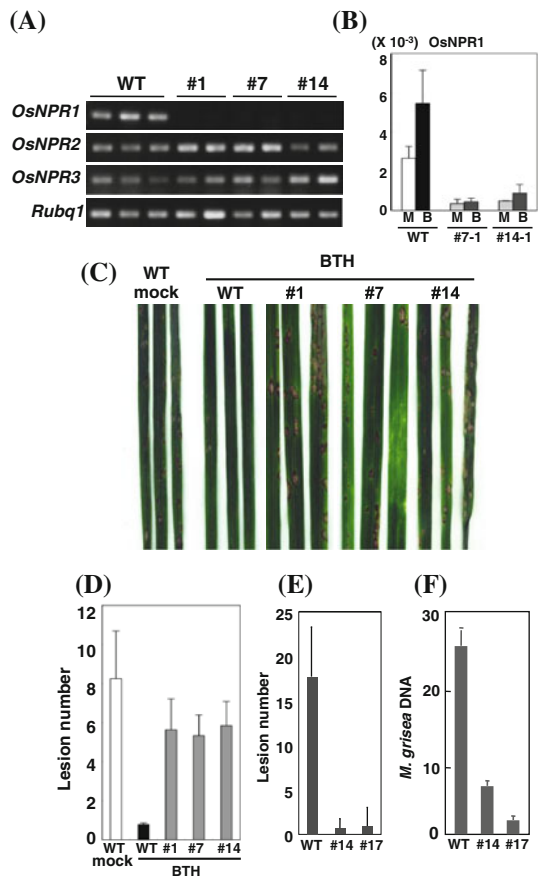 (A)
WT #1 #7 #14
OsNPR1
OsNPR2
OsNPR3
Rubq1
(B)
(X 10-3) OsNPR1
8
6
4
2
0
M B M B M B
WT #7-1 #14-1
(C)
WT mock
BTH
WT #1 #7 #14
(D)
Lesion number
12
10
8
6
4
2
0
WT mock WT #1 #7 #14
BTH
(E)
Lesion number
25
20
15
10
5
0
WT #14 #17
(F)
M. grisea DNA
30
20
10
0
WT #14 #17